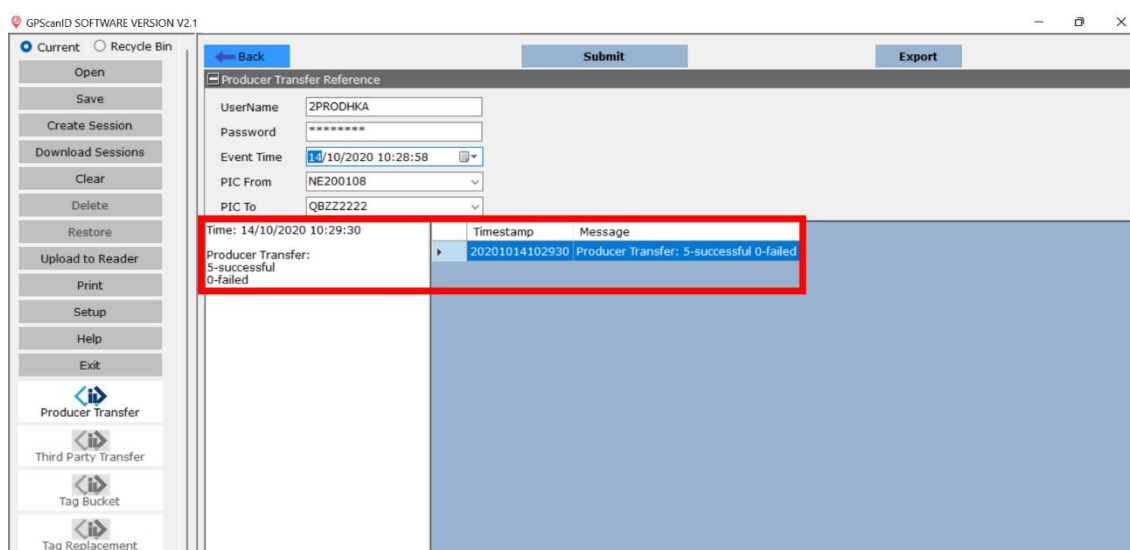 GPScanID SOFTWARE VERSION V2.1
Current
Recycle Bin
Open
Save
Create Session
Download Sessions
Clear
Delete
Restore
Upload to Reader
Print
Setup
Help
Exit
Producer Transfer
Third Party Transfer
Tag Bucket
Tag Replacement
Back
Submit
Export
Producer Transfer Reference
UserName 2PRODHKA
Password ********
Event Time 14/10/2020 10:28:58
PIC From NE200108
PIC To QBZZ2222
Time: 14/10/2020 10:29:30
Producer Transfer:
5-successful
0-failed
Timestamp Message
20201014102930 Producer Transfer: 5-successful 0-failed